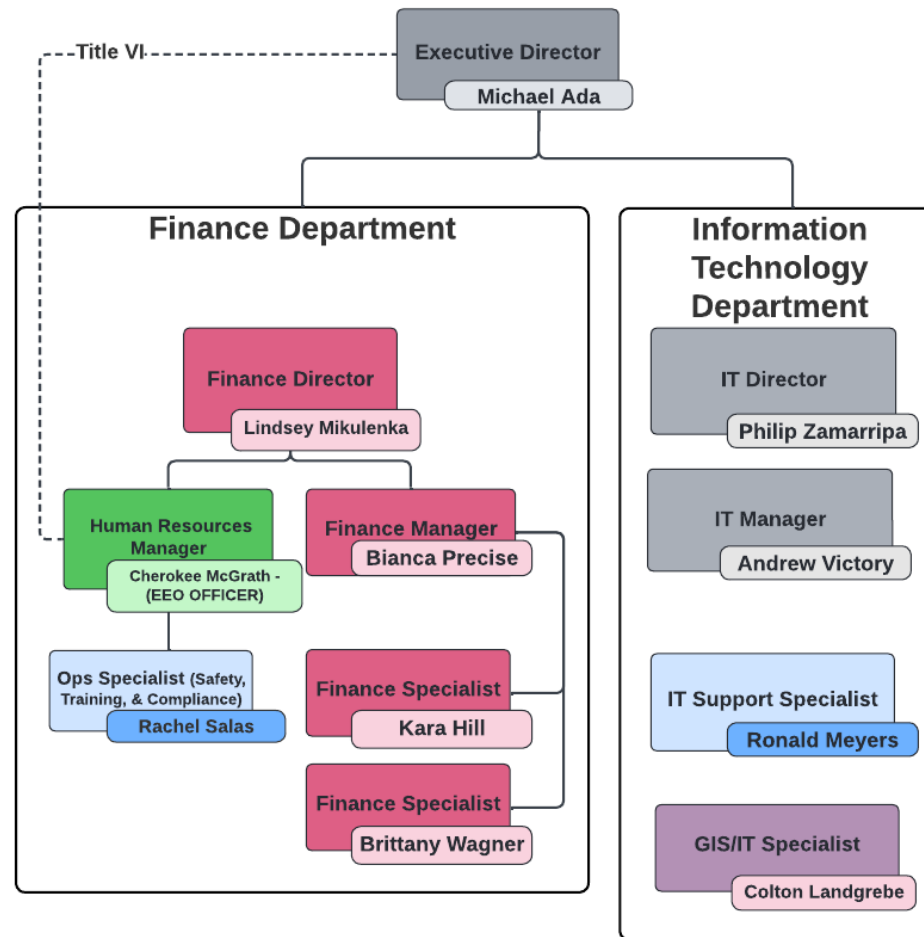 Title VI
Executive Director
Michael Ada
Finance Department
Finance Director
Lindsey Mikulenka
Human Resources
Manager
Cherokee McGrath -
(EEO OFFICER)
Finance Manager
Bianca Precise
Ops Specialist (Safety,
Training, & Compliance)
Rachel Salas
Finance Specialist
Kara Hill
Finance Specialist
Brittany Wagner
Information
Technology
Department
IT Director
Philip Zamarripa
IT Manager
Andrew Victory
IT Support Specialist
Ronald Meyers
GIS/IT Specialist
Colton Landgrebe